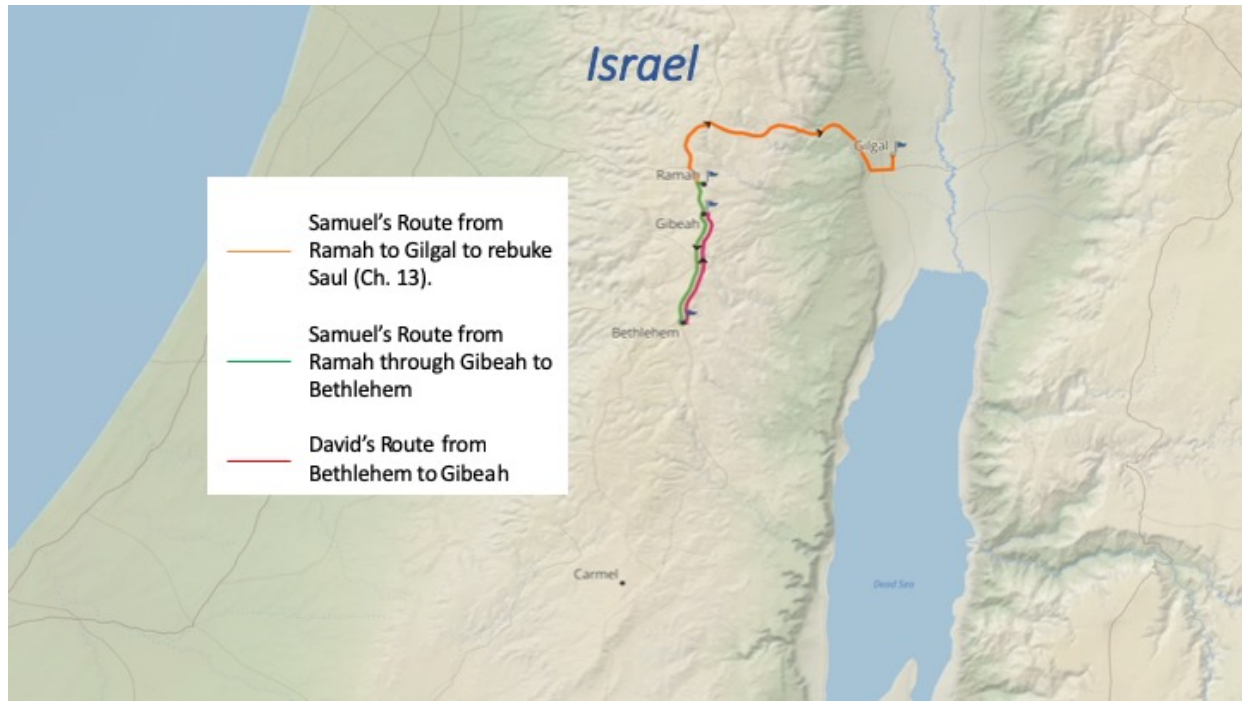 Israel
Gilgal
Ramah
Gibeah
Bethlehem
Carmel
Dead Sea
Samuel's Route from
Ramah to Gilgal to rebuke
Saul (Ch. 13).
Samuel's Route from
Ramah through Gibeah to
Bethlehem
David's Route from
Bethlehem to Gibeah